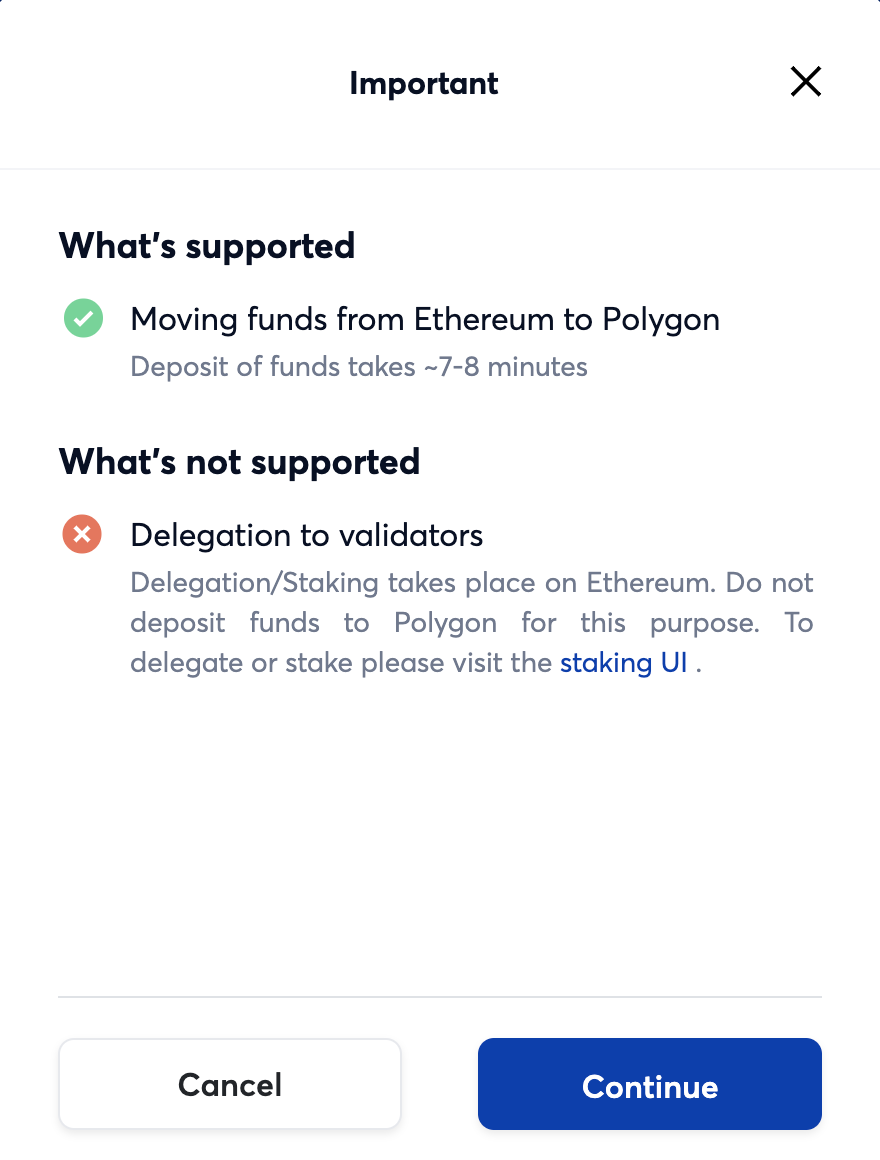 Important
What's supported
Moving funds from Ethereum to Polygon
Deposit of funds takes ~7-8 minutes
What's not supported
Delegation to validators
Delegation/Staking takes place on Ethereum. Do not
deposit funds to Polygon for this purpose. To
delegate or stake please visit the staking UI .
Cancel
Continue